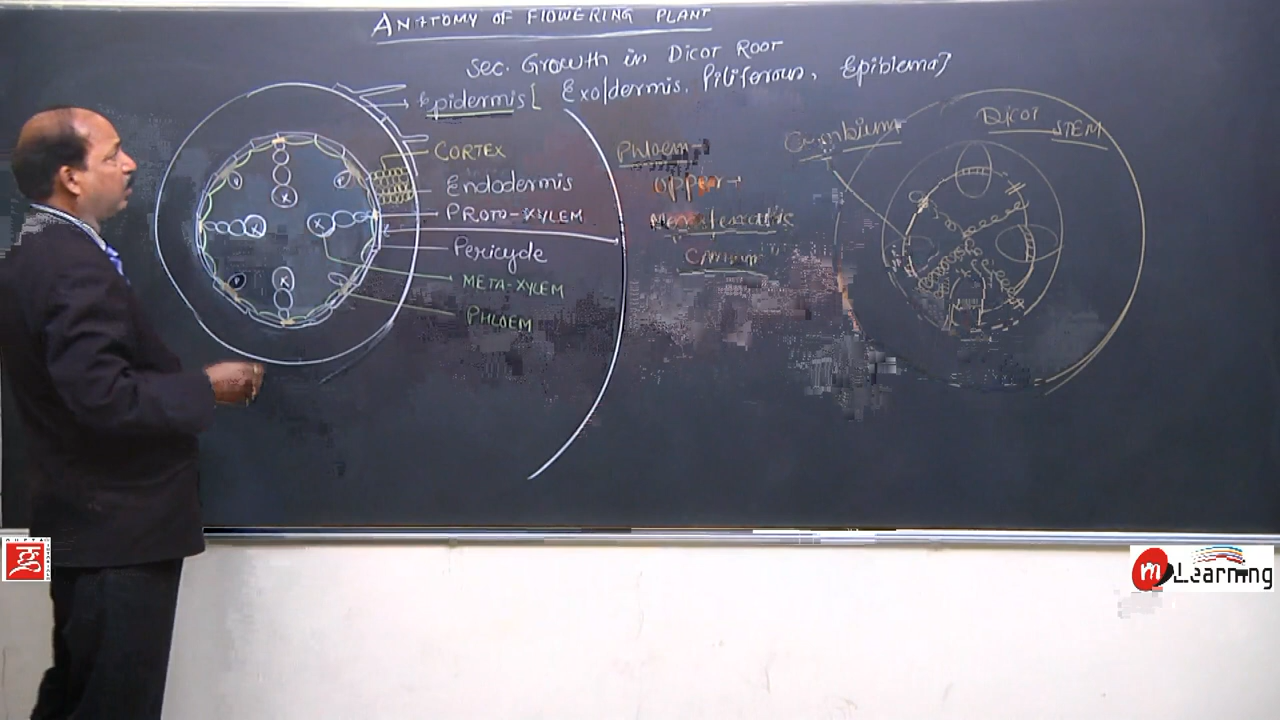 ANATOMY OF FLOWERING PLANT
Sec. Growth in Dicot Root
Epidermis [ Exo/dermis, Piliferous, Epiblema]
CORTEX
Endodermis
PROTO-XYLEM
Pericycle
META-XYLEM
PHLOEM
Phloem
Upper
Cambium
Dicot STEM
X
X
X
X
P
P
P
m Learning